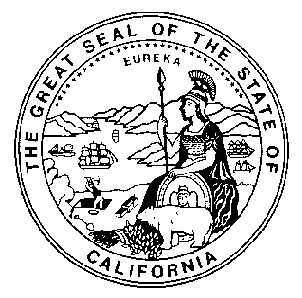 THE GREAT SEAL OF THE STATE OF
EUREKA
CALIFORNIA